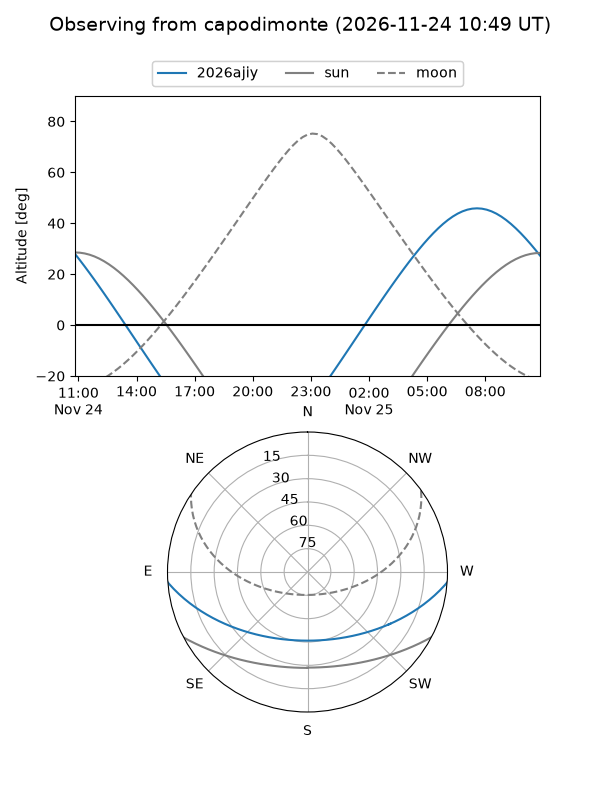 Observing from capodimonte (2026-11-24 10:49 UT)
2026ajiy sun moon
Altitude [deg]
80
60
40
20
0
−20
11:00 14:00 17:00 20:00 23:00 02:00 05:00 08:00
Nov 24 Nov 25
N
NE NW
15
30
45
60
75
E W
SE SW
S